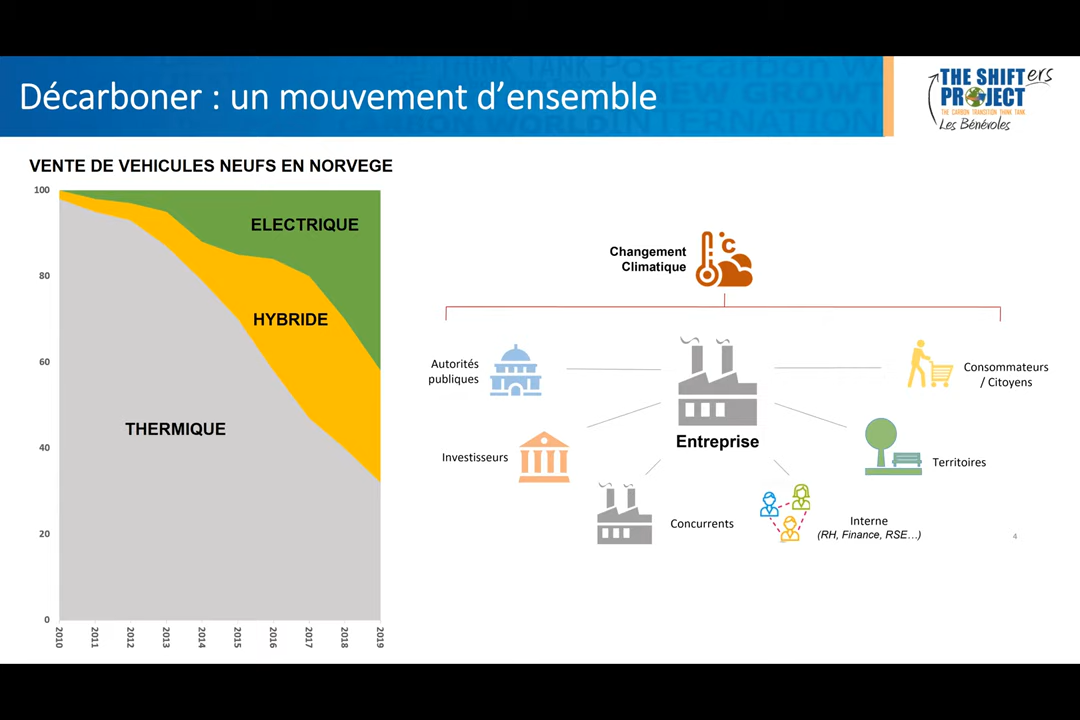 Décarboner : un mouvement d’ensemble
THE SHIFTers
PROJECT
THE CARBON TRANSITION THINK TANK
Les Bénévoles
VENTE DE VEHICULES NEUFS EN NORVEGE
100
80
60
40
20
0
ELECTRIQUE
HYBRIDE
THERMIQUE
2010
2011
2012
2013
2014
2015
2016
2017
2018
2019
Changement
Climatique
°C
Autorités
publiques
Consommateurs
/ Citoyens
Entreprise
Investisseurs
Territoires
Concurrents
Interne
(RH, Finance, RSE…)
4